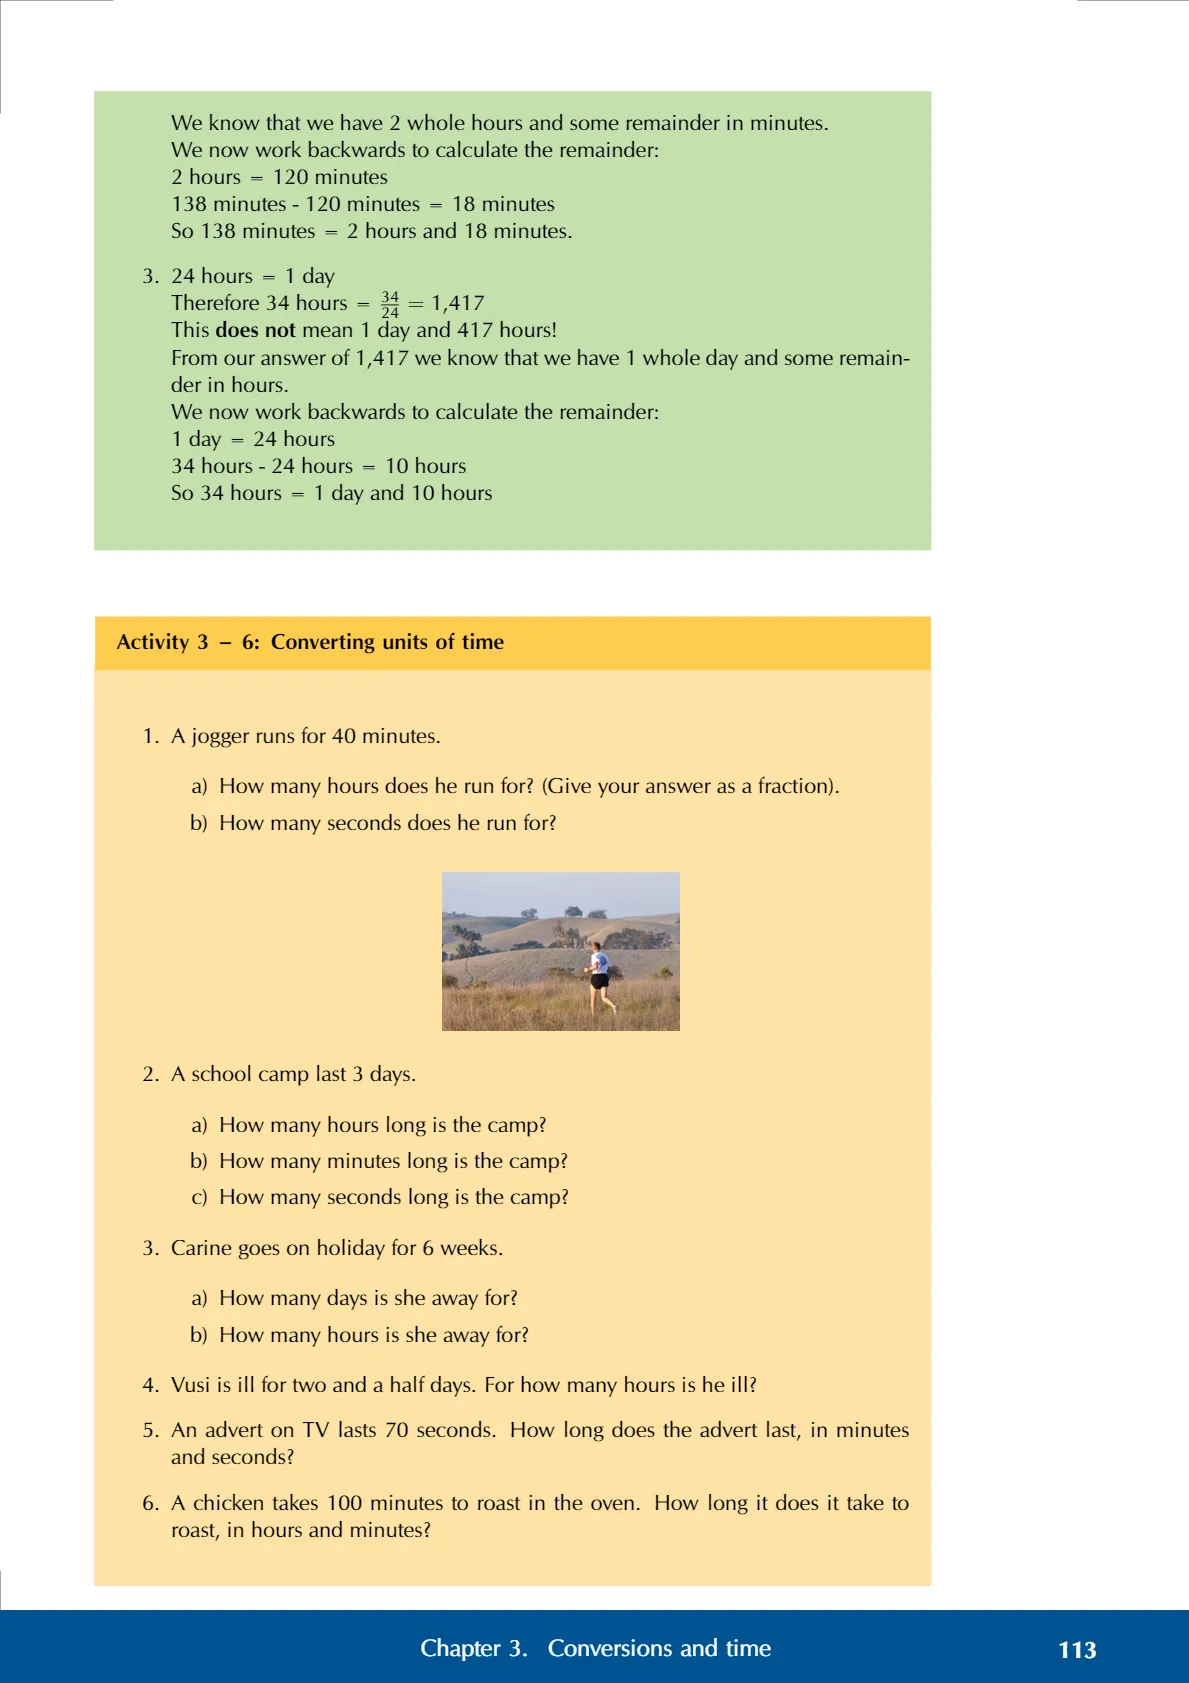 We know that we have 2 whole hours and some remainder in minutes.
We now work backwards to calculate the remainder:
2 hours = 120 minutes
138 minutes - 120 minutes = 18 minutes
So 138 minutes = 2 hours and 18 minutes.
3. 24 hours = 1 day
Therefore 34 hours = 34/24 = 1,417
This does not mean 1 day and 417 hours!
From our answer of 1,417 we know that we have 1 whole day and some remain-
der in hours.
We now work backwards to calculate the remainder:
1 day = 24 hours
34 hours - 24 hours = 10 hours
So 34 hours = 1 day and 10 hours
Activity 3 – 6: Converting units of time
1. A jogger runs for 40 minutes.
a) How many hours does he run for? (Give your answer as a fraction).
b) How many seconds does he run for?
2. A school camp last 3 days.
a) How many hours long is the camp?
b) How many minutes long is the camp?
c) How many seconds long is the camp?
3. Carine goes on holiday for 6 weeks.
a) How many days is she away for?
b) How many hours is she away for?
4. Vusi is ill for two and a half days. For how many hours is he ill?
5. An advert on TV lasts 70 seconds. How long does the advert last, in minutes
and seconds?
6. A chicken takes 100 minutes to roast in the oven. How long it does it take to
roast, in hours and minutes?
Chapter 3. Conversions and time 113